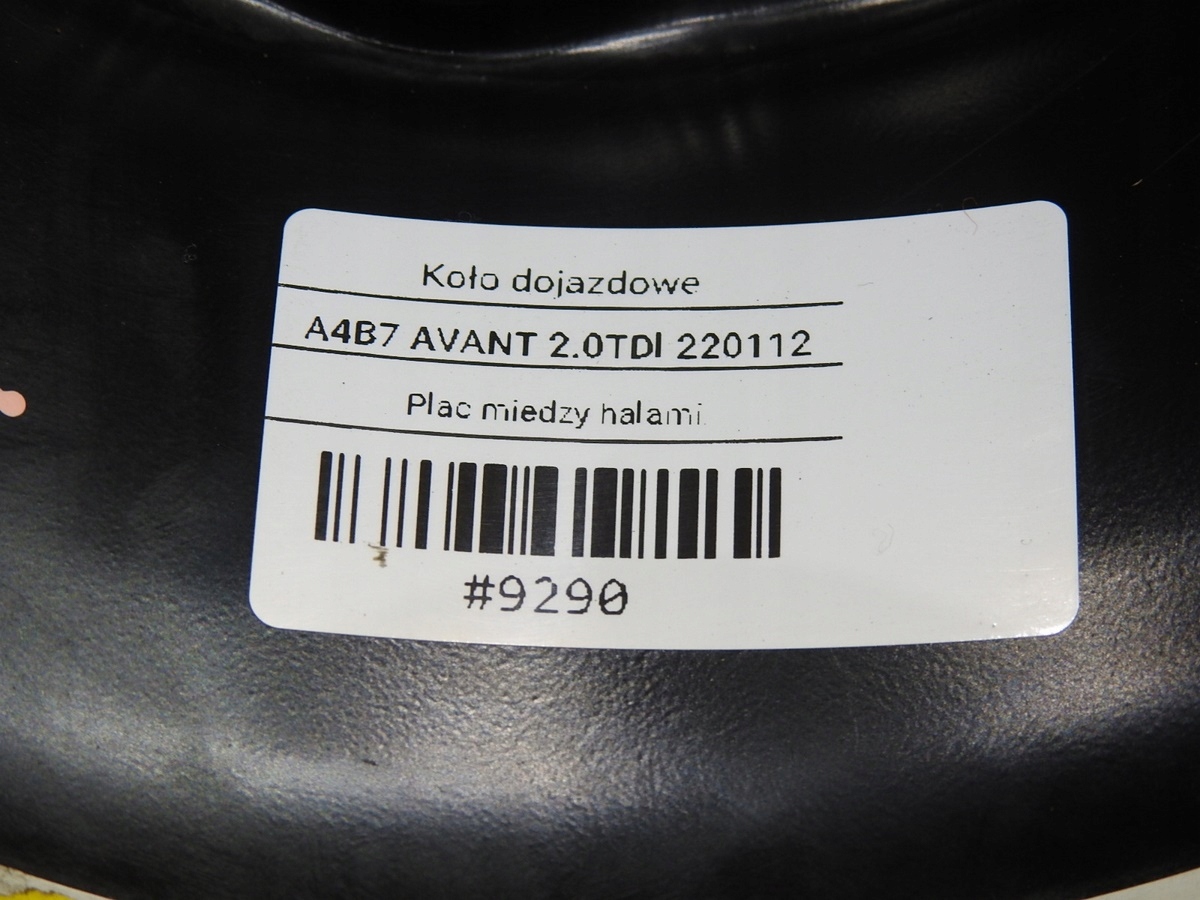 Koło dojazdowe
A4B7 AVANT 2.0TDI 220112
Plac miedzy halami
#9290